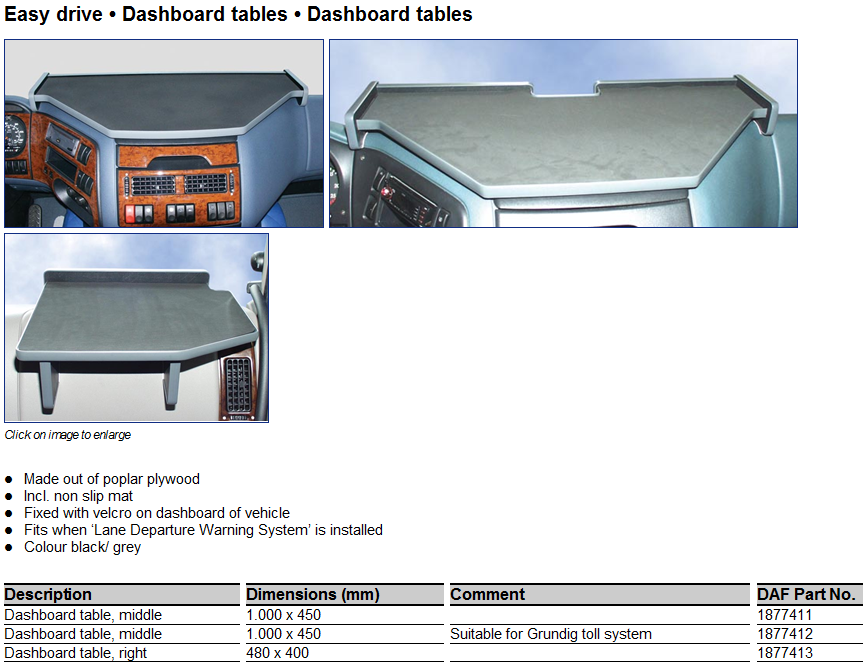 Easy drive • Dashboard tables • Dashboard tables
Click on image to enlarge
● Made out of poplar plywood
● Incl. non slip mat
● Fixed with velcro on dashboard of vehicle
● Fits when ‘Lane Departure Warning System’ is installed
● Colour black/ grey
Description Dimensions (mm) Comment DAF Part No.
Dashboard table, middle 1.000 x 450 1877411
Dashboard table, middle 1.000 x 450 Suitable for Grundig toll system 1877412
Dashboard table, right 480 x 400 1877413